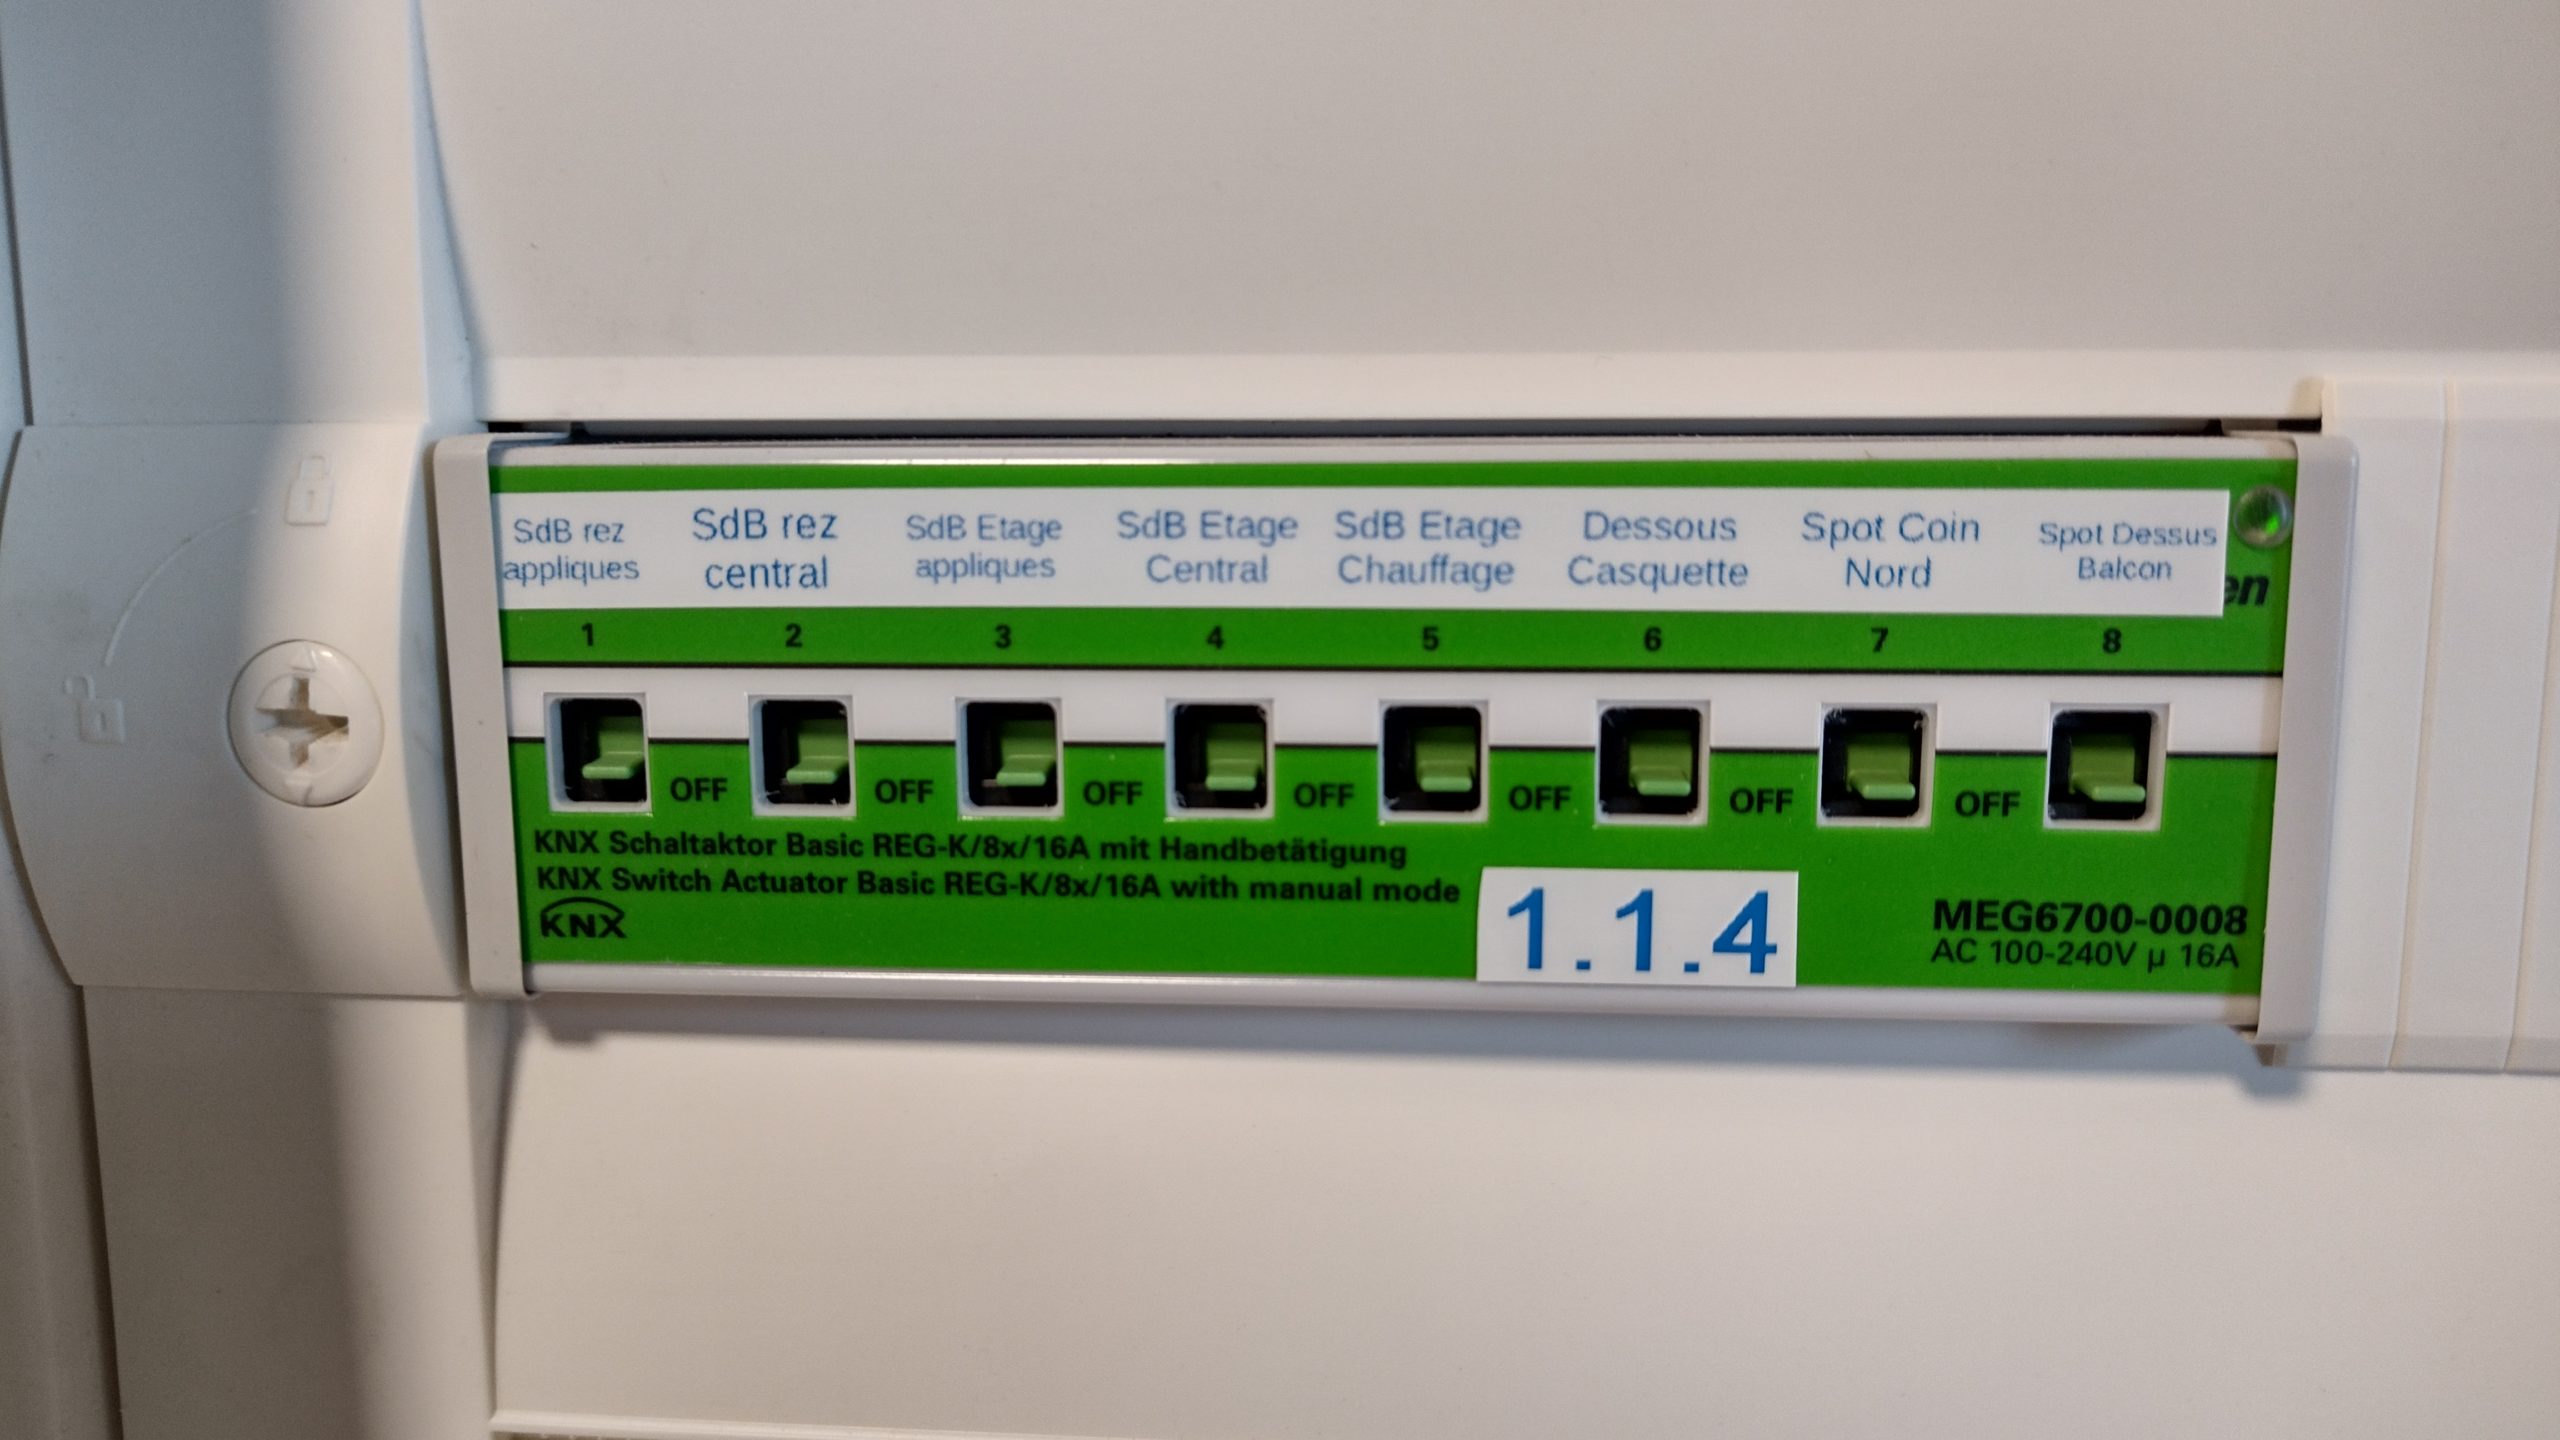 SdB rez appliques
SdB rez central
SdB Etage appliques
SdB Etage Central
SdB Etage Chauffage
Dessous Casquette
Spot Coin Nord
Spot Dessus Balcon
en
1 2 3 4 5 6 7 8
OFF OFF OFF OFF OFF OFF OFF
KNX Schaltaktor Basic REG-K/8x/16A mit Handbetätigung
KNX Switch Actuator Basic REG-K/8x/16A with manual mode
KNX
1.1.4
MEG6700-0008
AC 100-240V µ 16A